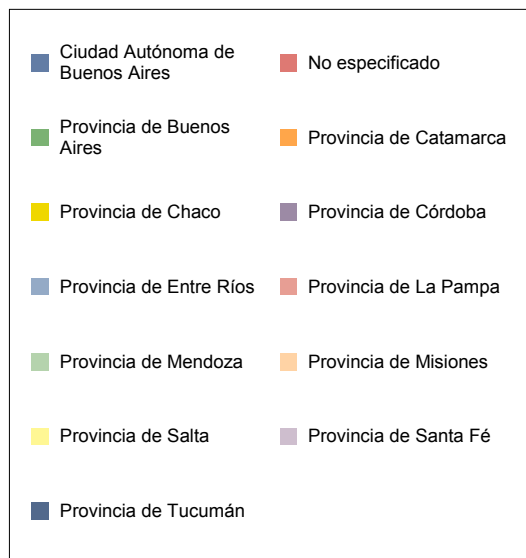 Ciudad Autónoma de
Buenos Aires
No especificado
Provincia de Buenos
Aires
Provincia de Catamarca
Provincia de Chaco
Provincia de Córdoba
Provincia de Entre Ríos
Provincia de La Pampa
Provincia de Mendoza
Provincia de Misiones
Provincia de Salta
Provincia de Santa Fé
Provincia de Tucumán